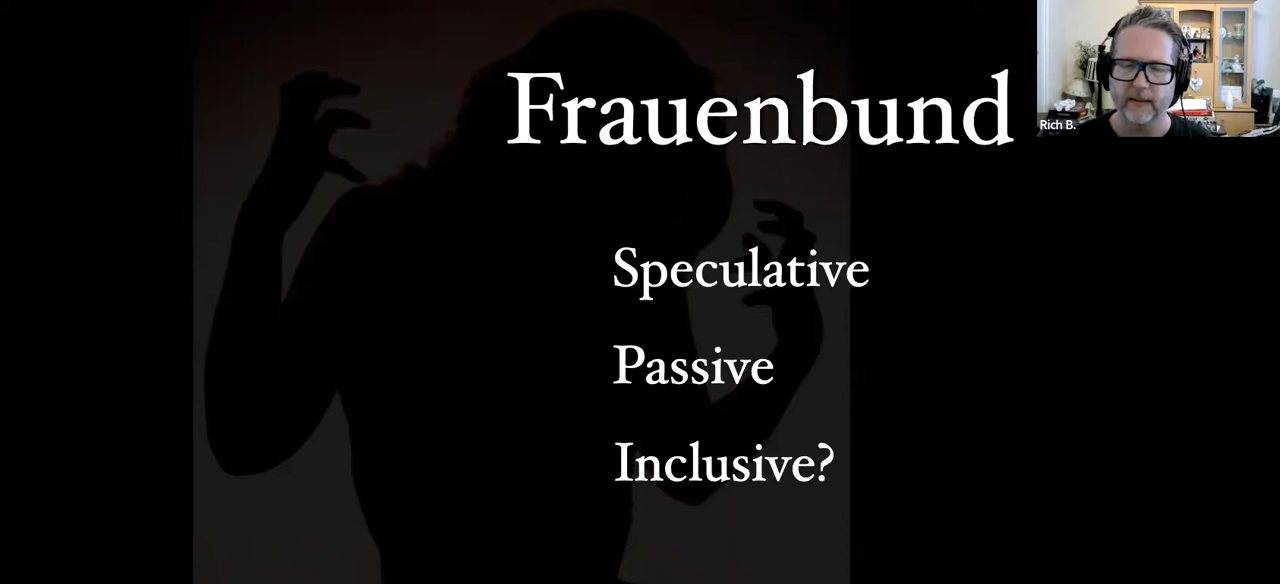 Frauenbund
Rich B.
Speculative
Passive
Inclusive?